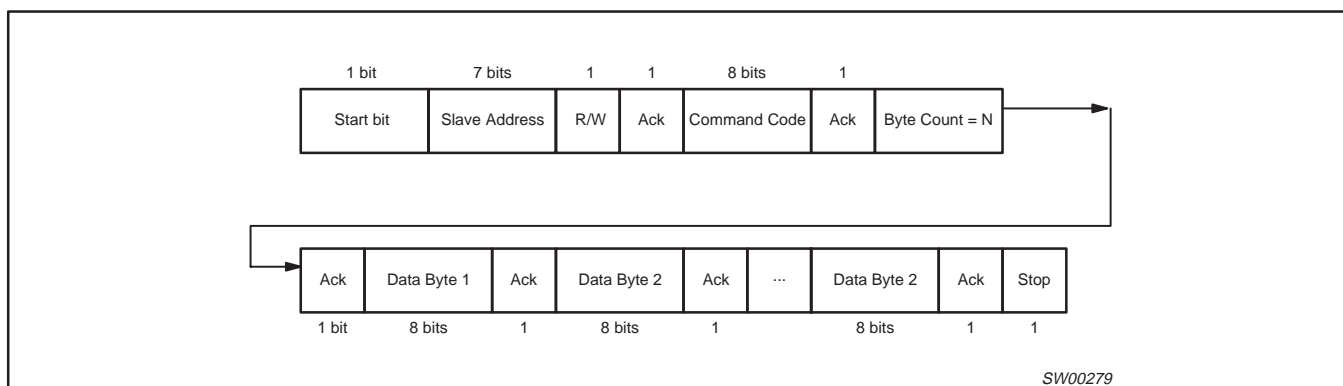 1 bit 7 bits 1 1 8 bits 1
Start bit Slave Address R/W Ack Command Code Ack Byte Count = N
Ack Data Byte 1 Ack Data Byte 2 Ack ... Data Byte 2 Ack Stop
1 bit 8 bits 1 8 bits 1 8 bits 1 1
SW00279